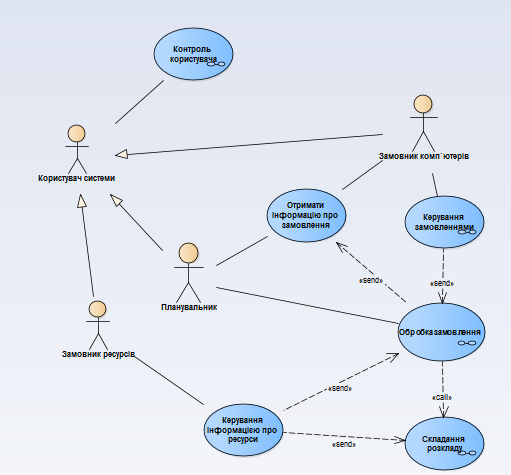 Контроль
користувача
Замовник комп`ютерів
Користувач системи
Отримати
інформацію про
замовлення
Керування
замовленнями
«send»
«send»
Планувальник
Обробка замовлення
Замовник ресурсів
«send»
«call»
Керування
інформацією про
ресурси
«send»
Складання
розкладу